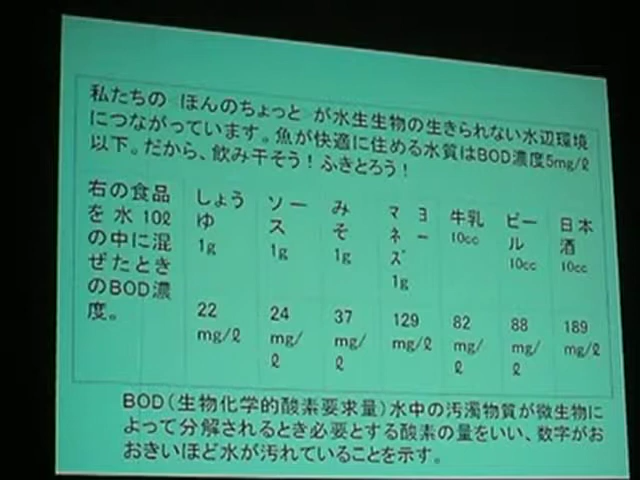 私たちの ほんのちょっと が水生生物の生きられない水辺環境
につながっています。魚が快適に住める水質はBOD濃度5mg/ℓ
以下。だから、飲み干そう！ふきとろう！
右の食品を水10ℓの中に混ぜたときのBOD濃度。
しょうゆ 1g
ソース 1g
みそ 1g
マヨネーズ 1g
牛乳 10cc
ビール 10cc
日本酒 10cc
22 mg/ℓ
24 mg/ℓ
37 mg/ℓ
129 mg/ℓ
82 mg/ℓ
88 mg/ℓ
189 mg/ℓ
BOD（生物化学的酸素要求量）水中の汚濁物質が微生物に
よって分解されるとき必要とする酸素の量をいい、数字がお
おきいほど水が汚れていることを示す。